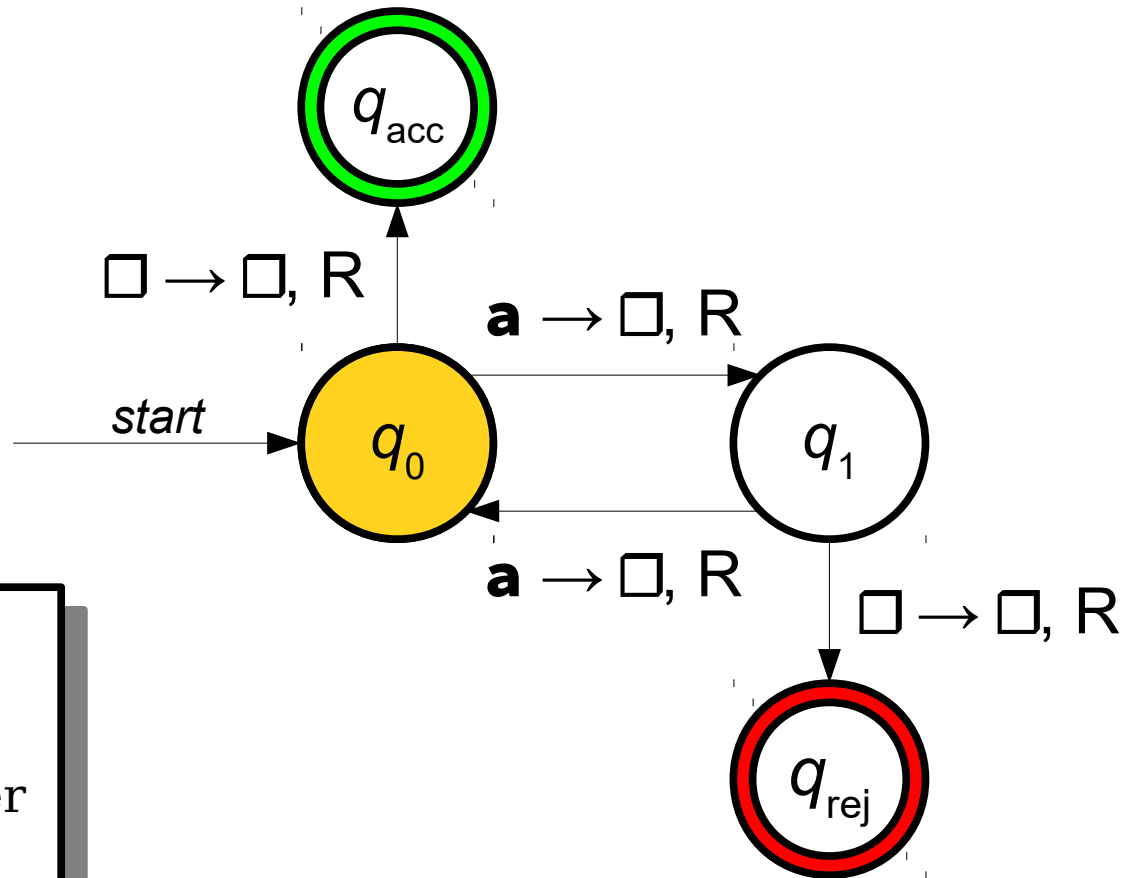 q_acc
□ → □, R
a → □, R
start
q_0
q_1
a → □, R
□ → □, R
q_rej